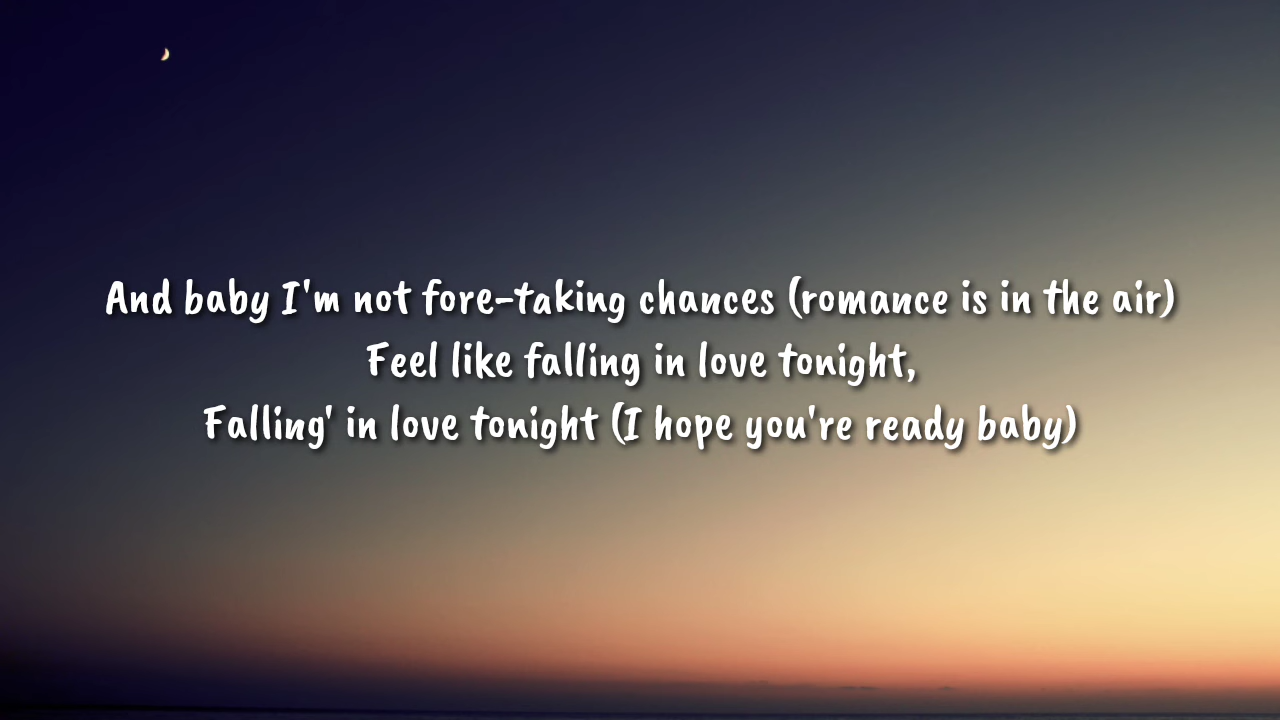 And baby I'm not fore-taking chances (romance is in the air)
Feel like falling in love tonight,
Falling' in love tonight (I hope you're ready baby)